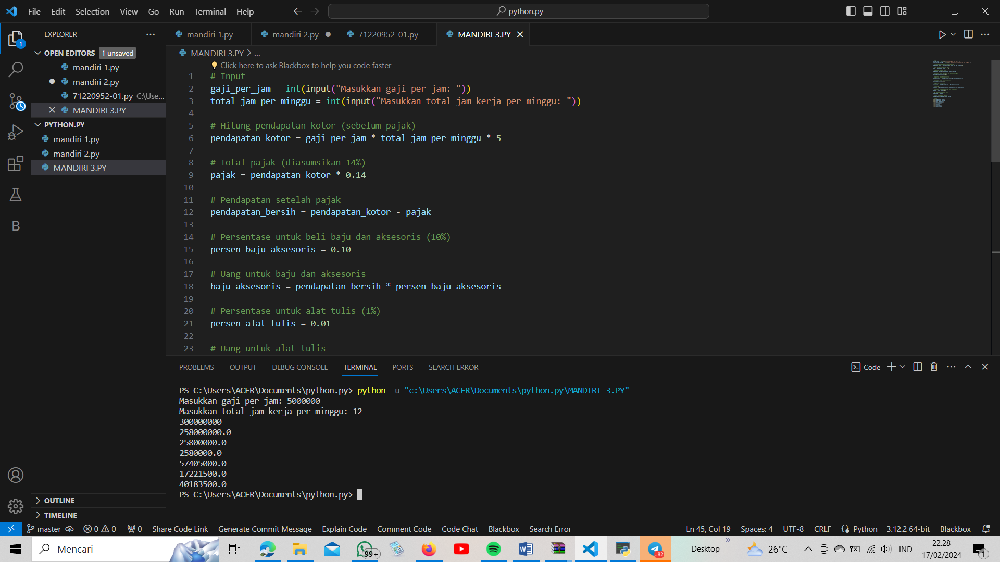 File Edit Selection View Go Run Terminal Help
python.py
EXPLORER
OPEN EDITORS 1 unsaved
mandiri 1.py
mandiri 2.py
71220952-01.py C:\Use...
MANDIRI 3.PY
PYTHON.PY
mandiri 1.py
mandiri 2.py
MANDIRI 3.PY
OUTLINE
TIMELINE
1
B
mandiri 1.py mandiri 2.py 71220952-01.py MANDIRI 3.PY
MANDIRI 3.PY > ...
Click here to ask Blackbox to help you code faster
1 # Input
2 gaji_per_jam = int(input("Masukkan gaji per jam: "))
3 total_jam_per_minggu = int(input("Masukkan total jam kerja per minggu: "))
4
5 # Hitung pendapatan kotor (sebelum pajak)
6 pendapatan_kotor = gaji_per_jam * total_jam_per_minggu * 5
7
8 # Total pajak (diasumsikan 14%)
9 pajak = pendapatan_kotor * 0.14
10
11 # Pendapatan setelah pajak
12 pendapatan_bersih = pendapatan_kotor - pajak
13
14 # Persentase untuk beli baju dan aksesoris (10%)
15 persen_baju_aksesoris = 0.10
16
17 # Uang untuk baju dan aksesoris
18 baju_aksesoris = pendapatan_bersih * persen_baju_aksesoris
19
20 # Persentase untuk alat tulis (1%)
21 persen_alat_tulis = 0.01
22
23 # Uang untuk alat tulis
PROBLEMS OUTPUT DEBUG CONSOLE TERMINAL PORTS SEARCH ERROR
Code
PS C:\Users\ACER\Documents\python.py> python -u "c:\Users\ACER\Documents\python.py\MANDIRI 3.PY"
Masukkan gaji per jam: 5000000
Masukkan total jam kerja per minggu: 12
300000000
258000000.0
25800000.0
2580000.0
57405000.0
17221500.0
40183500.0
PS C:\Users\ACER\Documents\python.py>
master 0 0 0 Share Code Link Generate Commit Message Explain Code Comment Code Code Chat Blackbox Search Error
Ln 45, Col 19 Spaces: 4 UTF-8 CRLF Python 3.12.2 64-bit Blackbox
Mencari
99+
82
Desktop
26°C
IND
22.28
17/02/2024
1